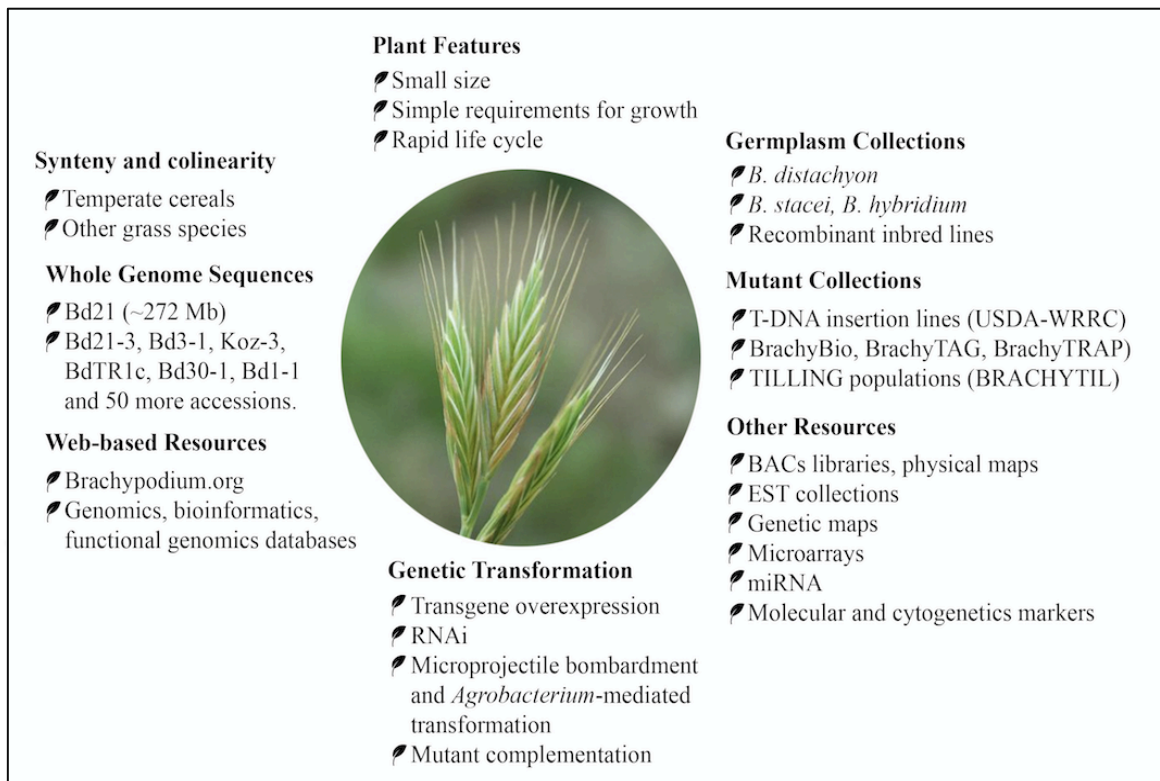 Plant Features
Small size
Simple requirements for growth
Rapid life cycle
Synteny and colinearity
Temperate cereals
Other grass species
Whole Genome Sequences
Bd21 (~272 Mb)
Bd21-3, Bd3-1, Koz-3,
BdTR1c, Bd30-1, Bd1-1
and 50 more accessions.
Web-based Resources
Brachypodium.org
Genomics, bioinformatics,
functional genomics databases
Germplasm Collections
B. distachyon
B. stacei, B. hybridium
Recombinant inbred lines
Mutant Collections
T-DNA insertion lines (USDA-WRRC)
BrachyBio, BrachyTAG, BrachyTRAP)
TILLING populations (BRACHYTIL)
Other Resources
BACs libraries, physical maps
EST collections
Genetic maps
Microarrays
miRNA
Molecular and cytogenetics markers
Genetic Transformation
Transgene overexpression
RNAi
Microprojectile bombardment
and Agrobacterium-mediated
transformation
Mutant complementation